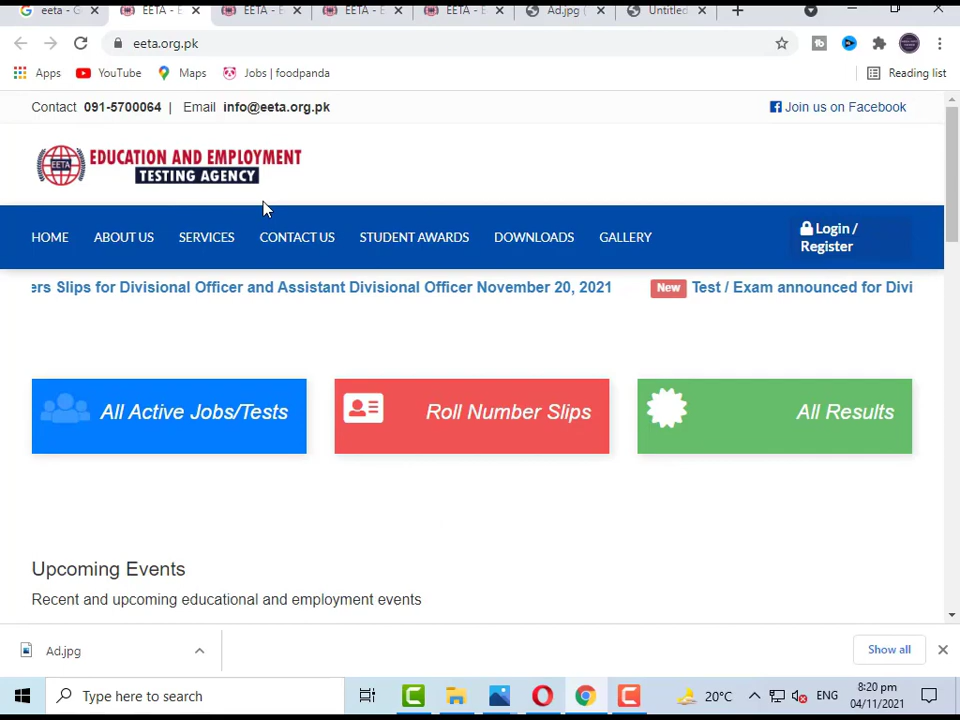 eeta - G
EETA - E
EETA - E
EETA - E
EETA - E
Ad.jpg (
Untitled
eeta.org.pk
Apps YouTube Maps Jobs | foodpanda Reading list
Contact 091-5700064 | Email info@eeta.org.pk Join us on Facebook
EETA
EDUCATION AND EMPLOYMENT
TESTING AGENCY
HOME ABOUT US SERVICES CONTACT US STUDENT AWARDS DOWNLOADS GALLERY
Login /
Register
ers Slips for Divisional Officer and Assistant Divisional Officer November 20, 2021 New Test / Exam announced for Divi
All Active Jobs/Tests
Roll Number Slips
All Results
Upcoming Events
Recent and upcoming educational and employment events
Ad.jpg
Show all
Type here to search
20°C ENG
8:20 pm
04/11/2021